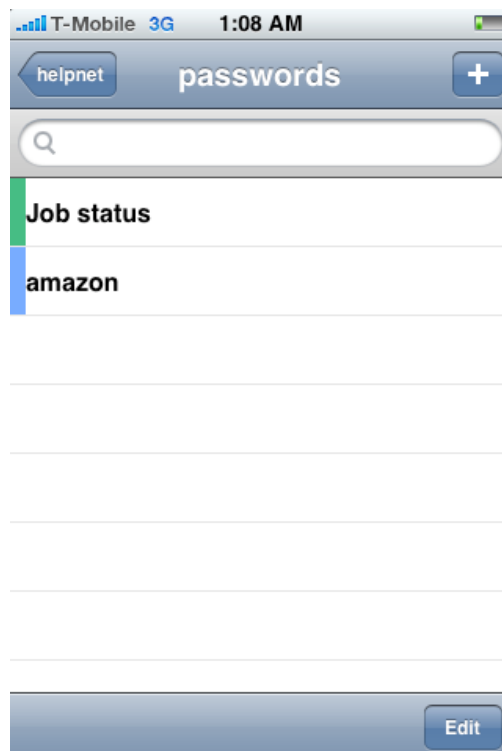 T-Mobile 3G 1:08 AM
helpnet passwords +
Job status
amazon
Edit